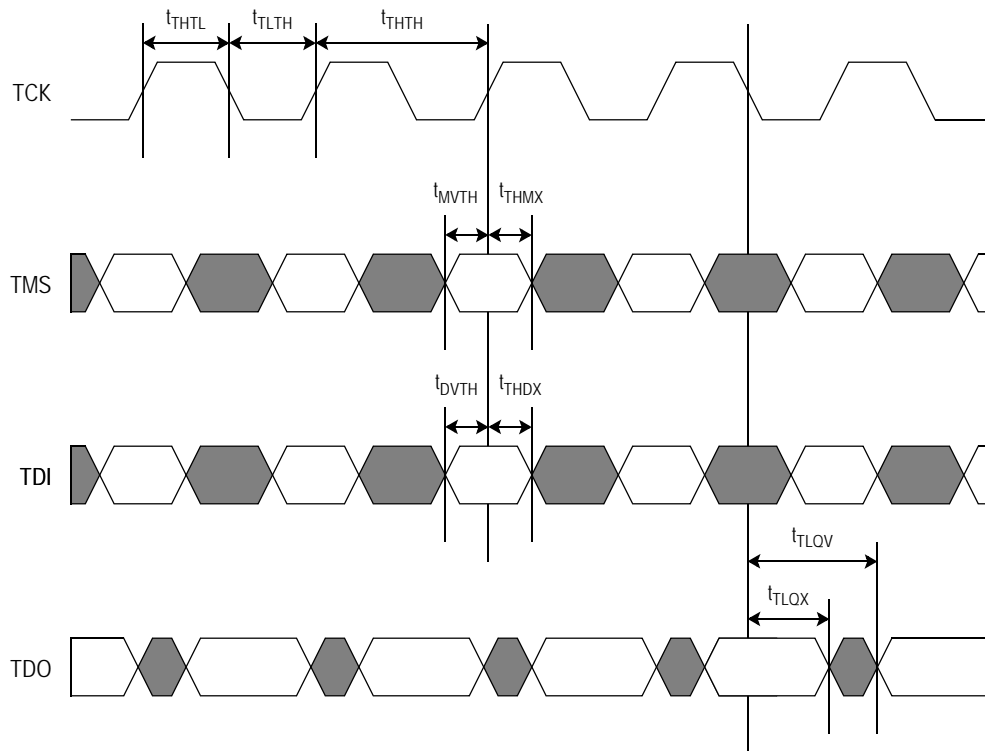 tTHTL tTLTH tTHTH
TCK
tMVTH tTHMX
TMS
tDVTH tTHDX
TDI
tTLQV
tTLQX
TDO